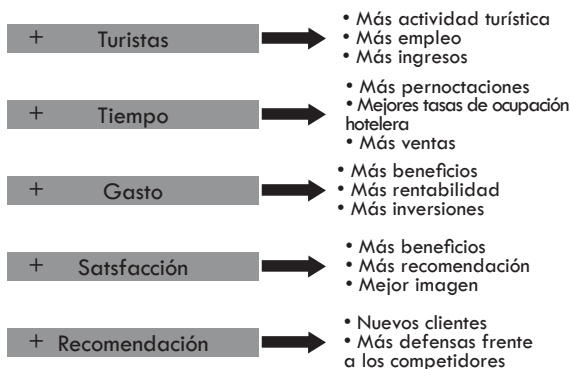 + Turistas
• Más actividad turística
• Más empleo
• Más ingresos
+ Tiempo
• Más pernoctaciones
• Mejores tasas de ocupación
hotelera
• Más ventas
+ Gasto
• Más beneficios
• Más rentabilidad
• Más inversiones
+ Satsfacción
• Más beneficios
• Más recomendación
• Mejor imagen
+ Recomendación
• Nuevos clientes
• Más defensas frente
a los competidores